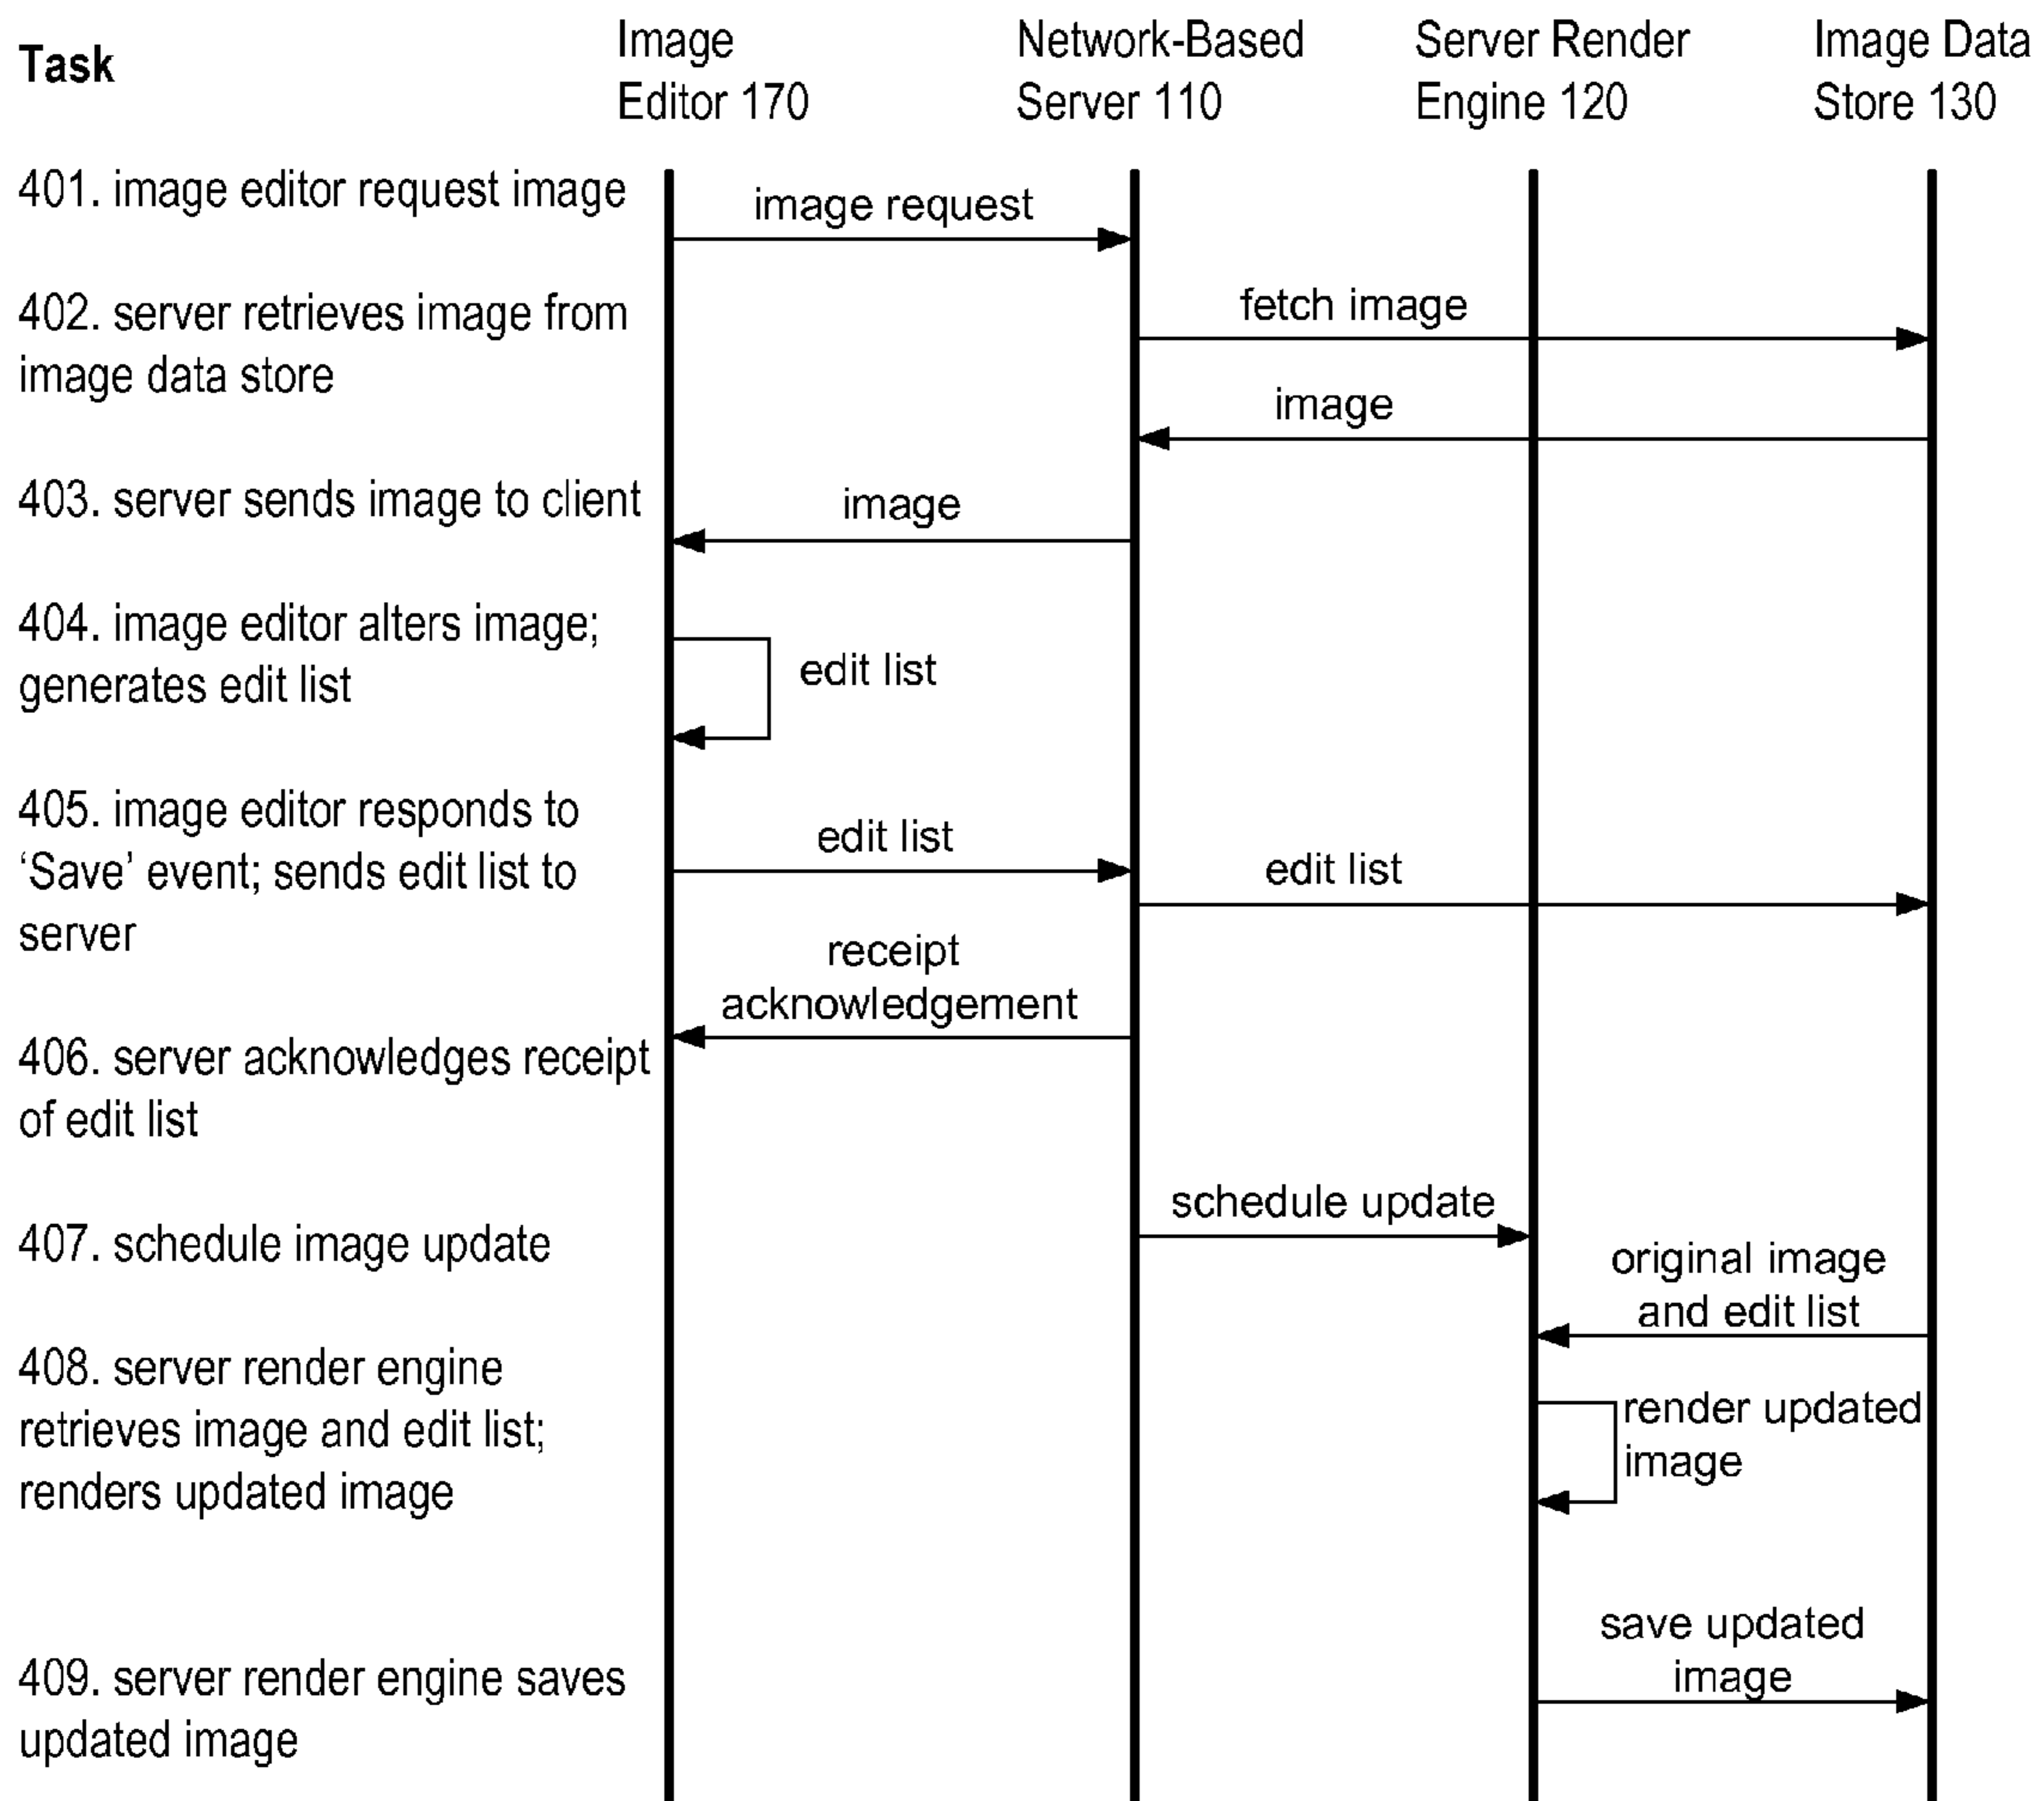 Task
Image
Editor 170
Network-Based
Server 110
Server Render
Engine 120
Image Data
Store 130
401. image editor request image
image request
402. server retrieves image from
image data store
fetch image
image
403. server sends image to client
image
404. image editor alters image;
generates edit list
edit list
405. image editor responds to
‘Save’ event; sends edit list to
server
edit list
edit list
receipt
acknowledgement
406. server acknowledges receipt
of edit list
407. schedule image update
schedule update
original image
and edit list
408. server render engine
retrieves image and edit list;
renders updated image
render updated
image
409. server render engine saves
updated image
save updated
image